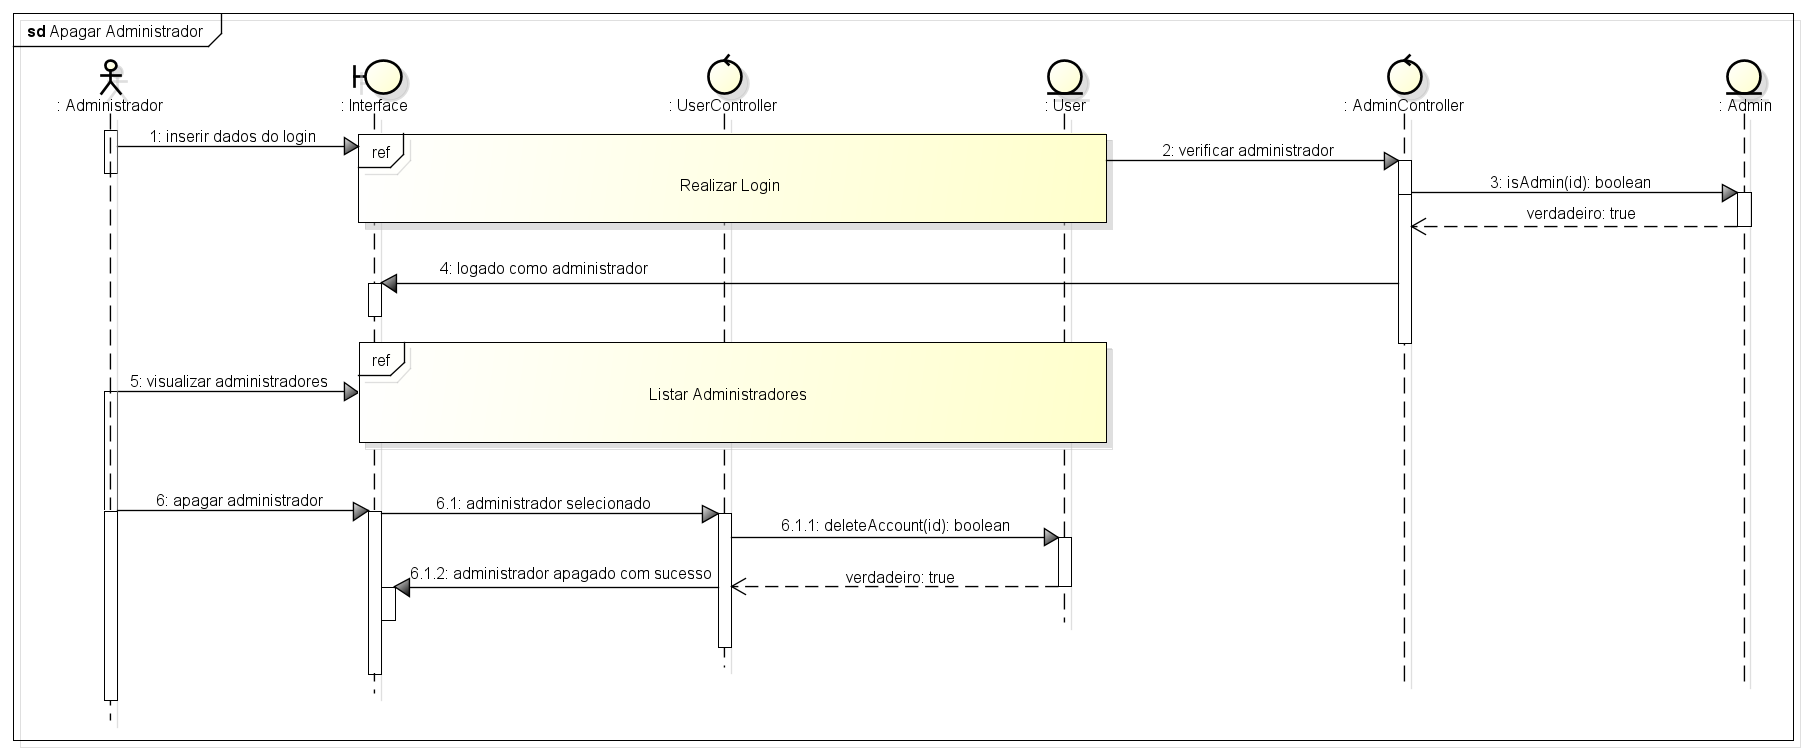 sd Apagar Administrador
: Administrador
: Interface
: UserController
: User
: AdminController
: Admin
1: inserir dados do login
ref
Realizar Login
2: verificar administrador
3: isAdmin(id): boolean
verdadeiro: true
4: logado como administrador
ref
5: visualizar administradores
Listar Administradores
6: apagar administrador
6.1: administrador selecionado
6.1.1: deleteAccount(id): boolean
6.1.2: administrador apagado com sucesso
verdadeiro: true